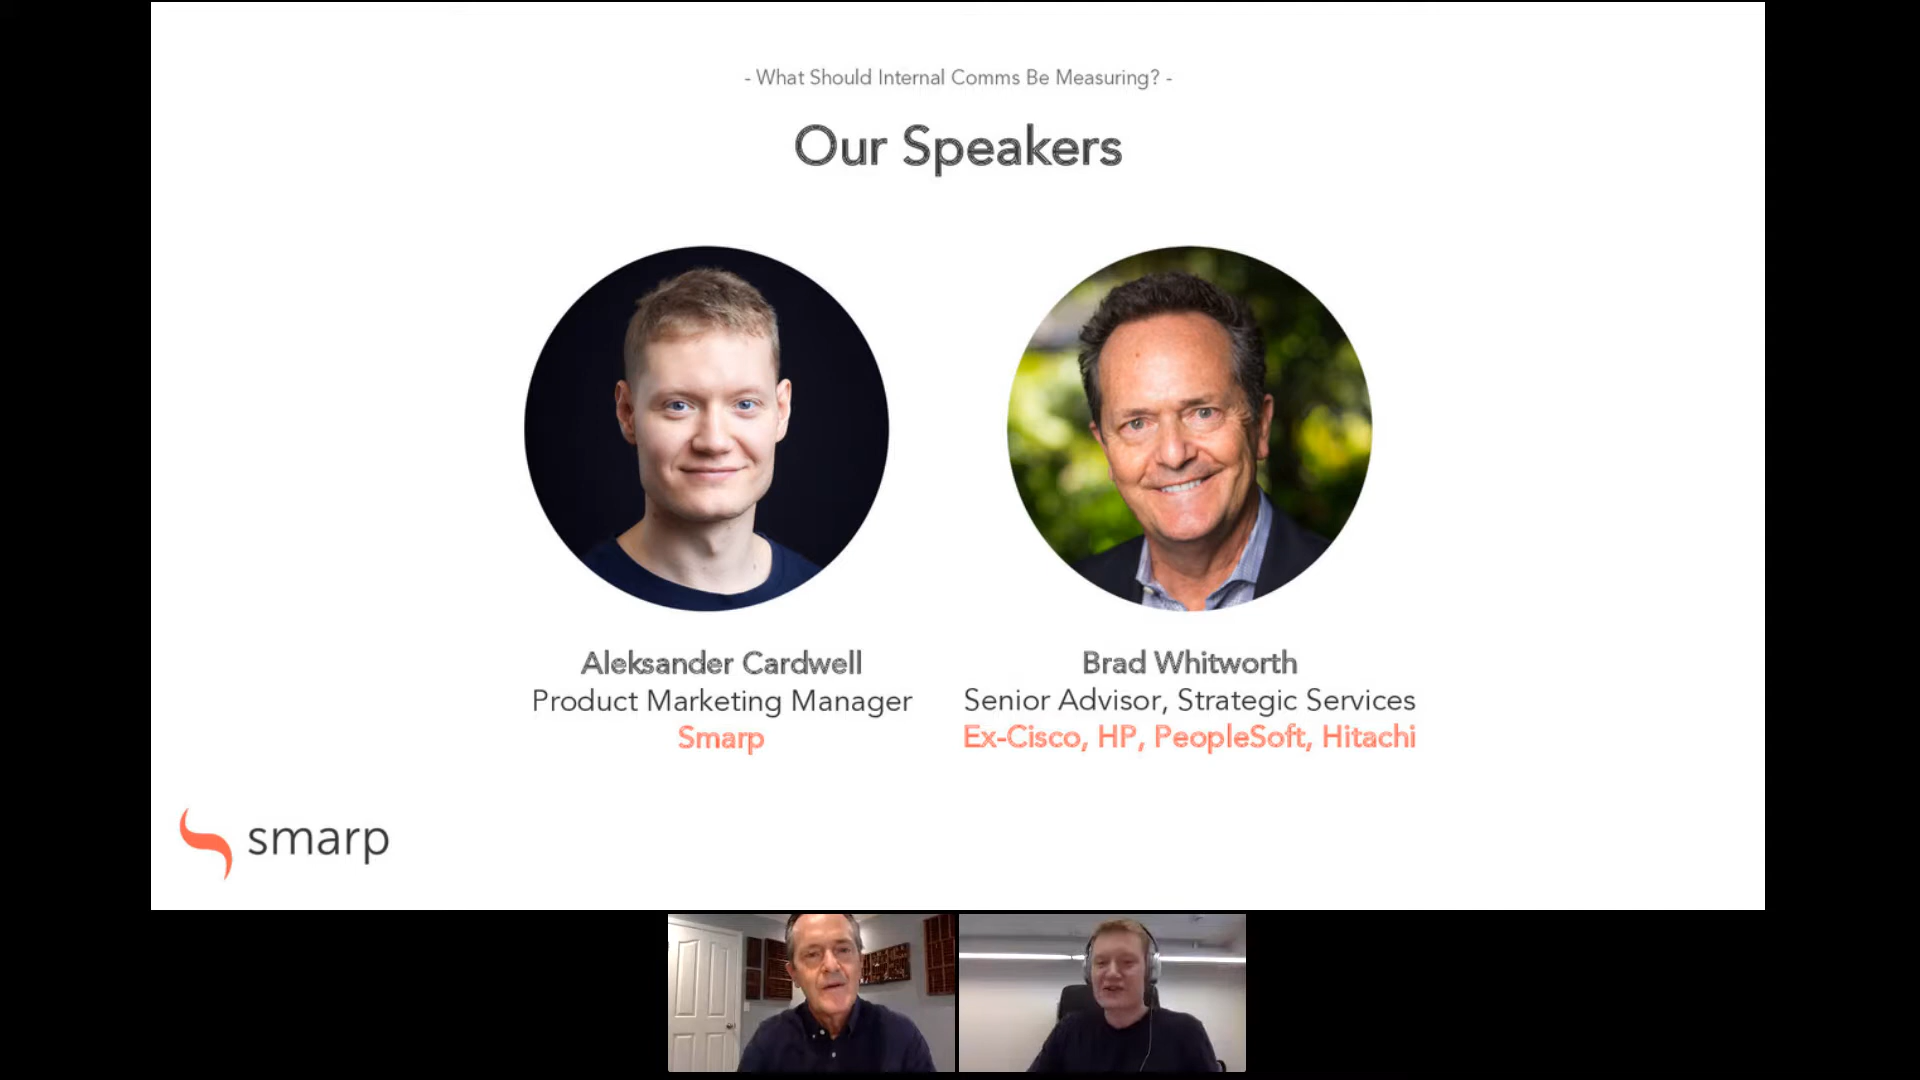 - What Should Internal Comms Be Measuring? -
Our Speakers
Aleksander Cardwell
Product Marketing Manager
Smarp
Brad Whitworth
Senior Advisor, Strategic Services
Ex-Cisco, HP, PeopleSoft, Hitachi
smarp